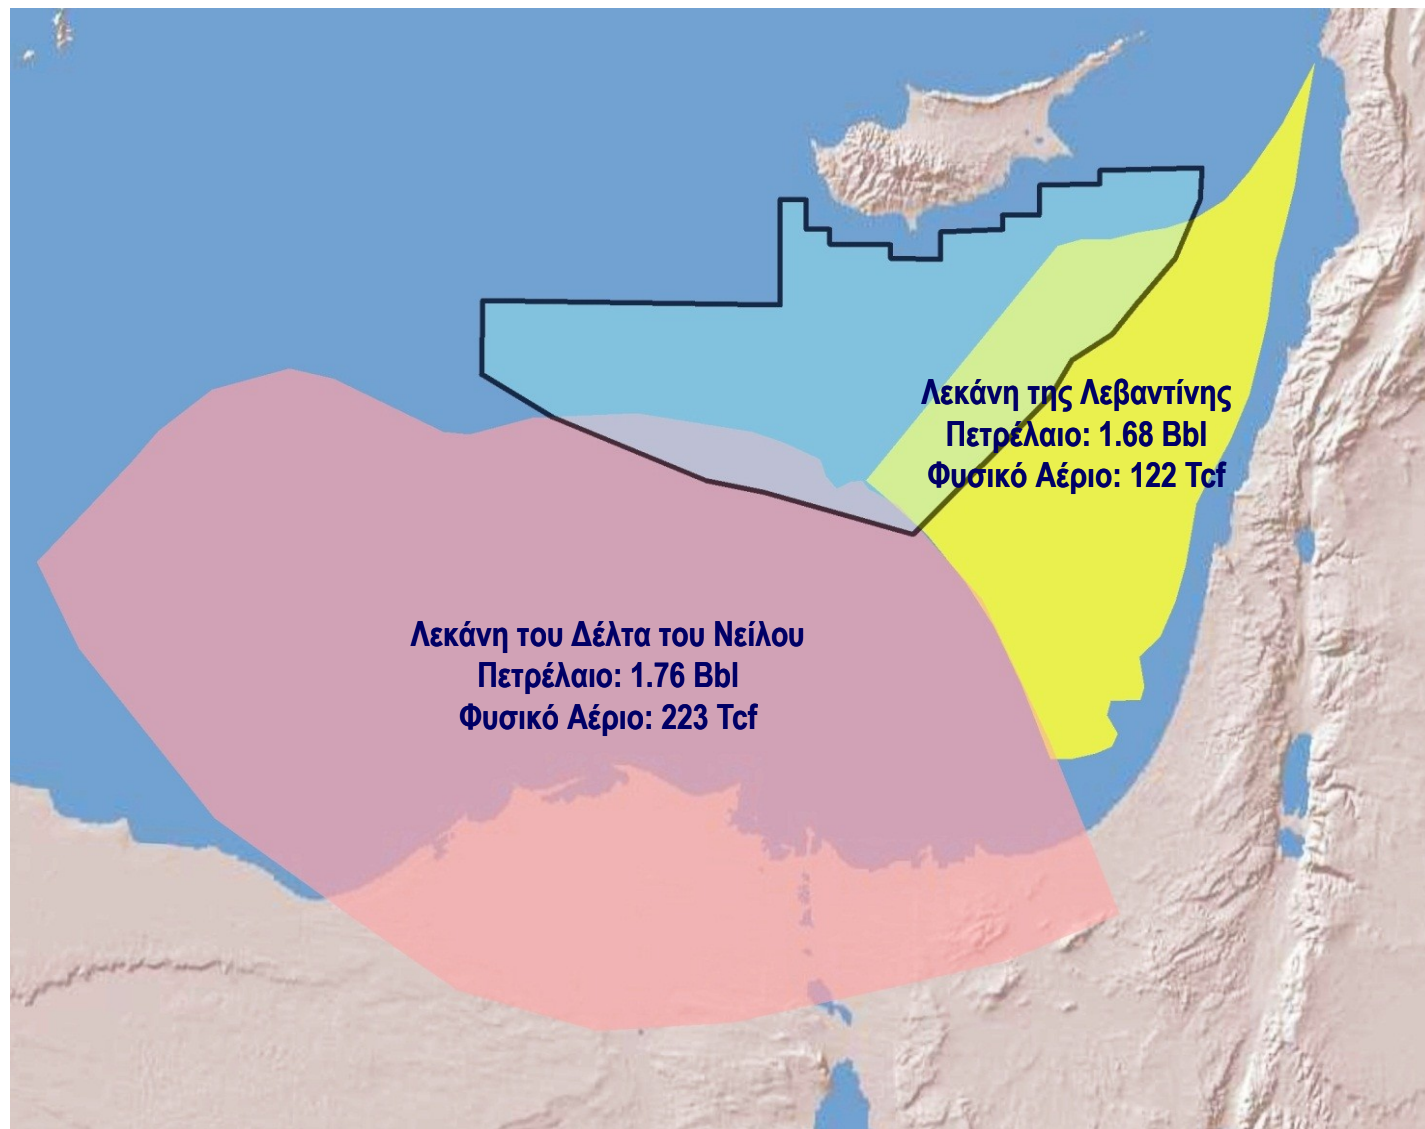 Λεκάνη της Λεβαντίνης
Πετρέλαιο: 1.68 Bbl
Φυσικό Αέριο: 122 Tcf
Λεκάνη του Δέλτα του Νείλου
Πετρέλαιο: 1.76 Bbl
Φυσικό Αέριο: 223 Tcf